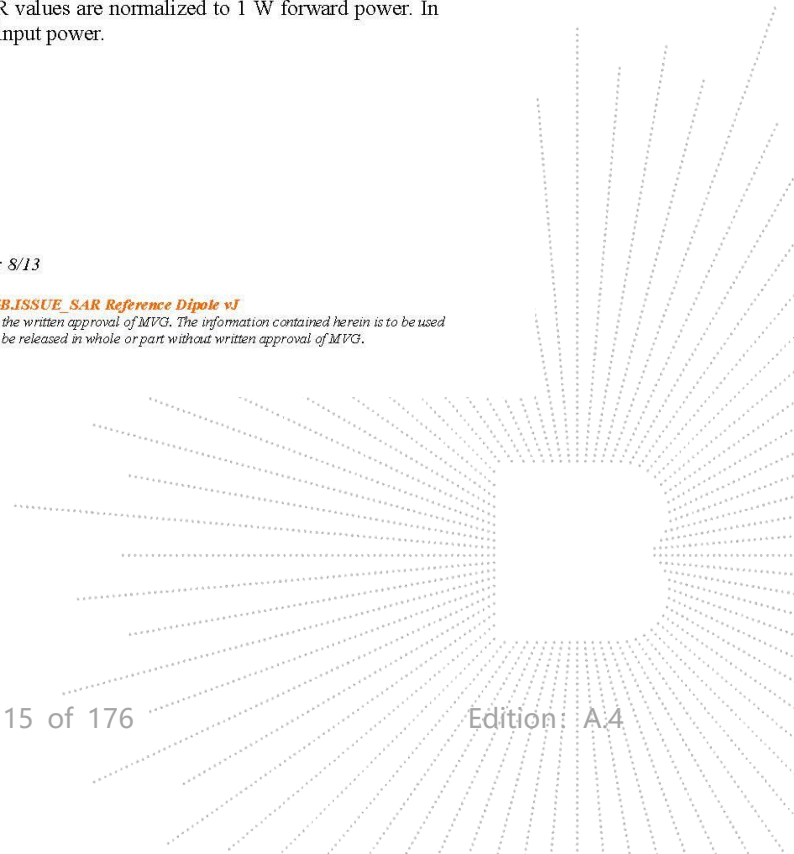 R values are normalized to 1 W forward power. In
input power.
: 8/13
B.ISSUE_SAR Reference Dipole vJ
the written approval of MVG. The information contained herein is to be used
be released in whole or part without written approval of MVG.
15 of 176 Edition: A.4